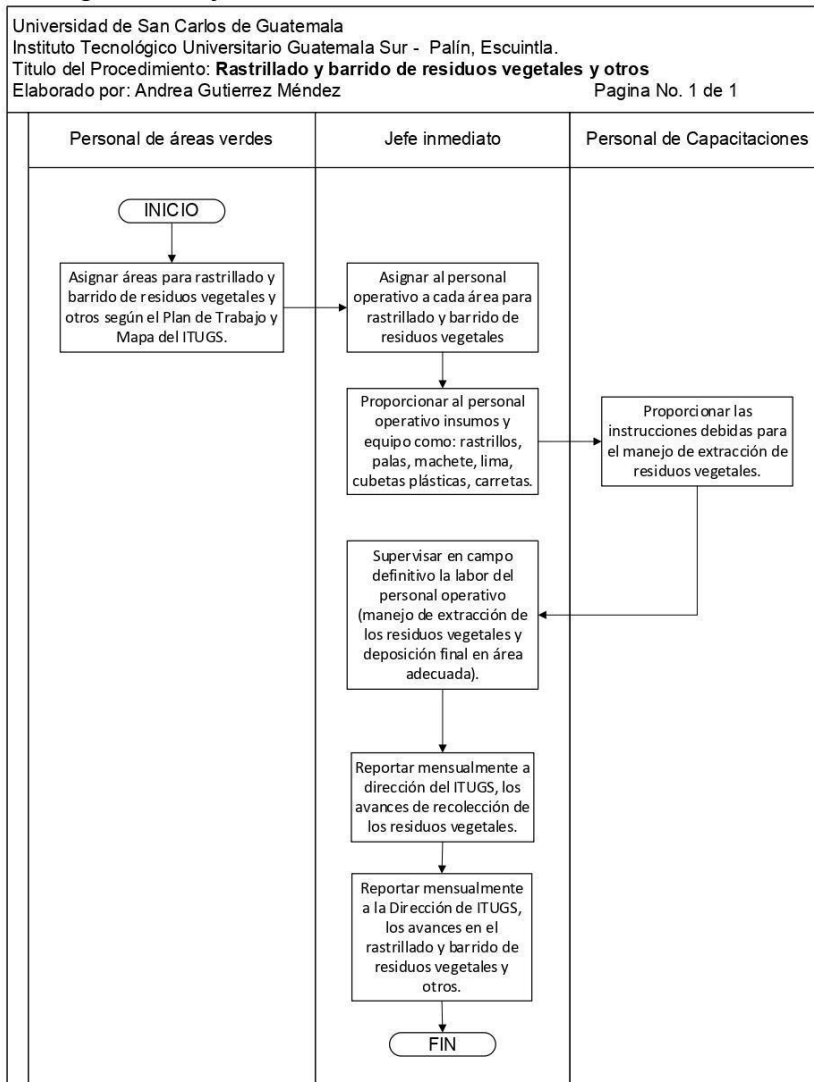 Universidad de San Carlos de Guatemala
Instituto Tecnológico Universitario Guatemala Sur - Palín, Escuintla.
Titulo del Procedimiento: Rastrillado y barrido de residuos vegetales y otros
Elaborado por: Andrea Gutierrez Méndez
Pagina No. 1 de 1
Personal de áreas verdes
Jefe inmediato
Personal de Capacitaciones
INICIO
Asignar áreas para rastrillado y
barrido de residuos vegetales y
otros según el Plan de Trabajo y
Mapa del ITUGS.
Asignar al personal
operativo a cada área para
rastrillado y barrido de
residuos vegetales
Proporcionar al personal
operativo insumos y
equipo como: rastrillos,
palas, machete, lima,
cubetas plásticas, carretas.
Proporcionar las
instrucciones debidas para
el manejo de extracción de
residuos vegetales.
Supervisar en campo
definitivo la labor del
personal operativo
(manejo de extracción de
los residuos vegetales y
deposición final en área
adecuada).
Reportar mensualmente a
dirección del ITUGS, los
avances de recolección de
los residuos vegetales.
Reportar mensualmente
a la Dirección de ITUGS,
los avances en el
rastrillado y barrido de
residuos vegetales y
otros.
FIN